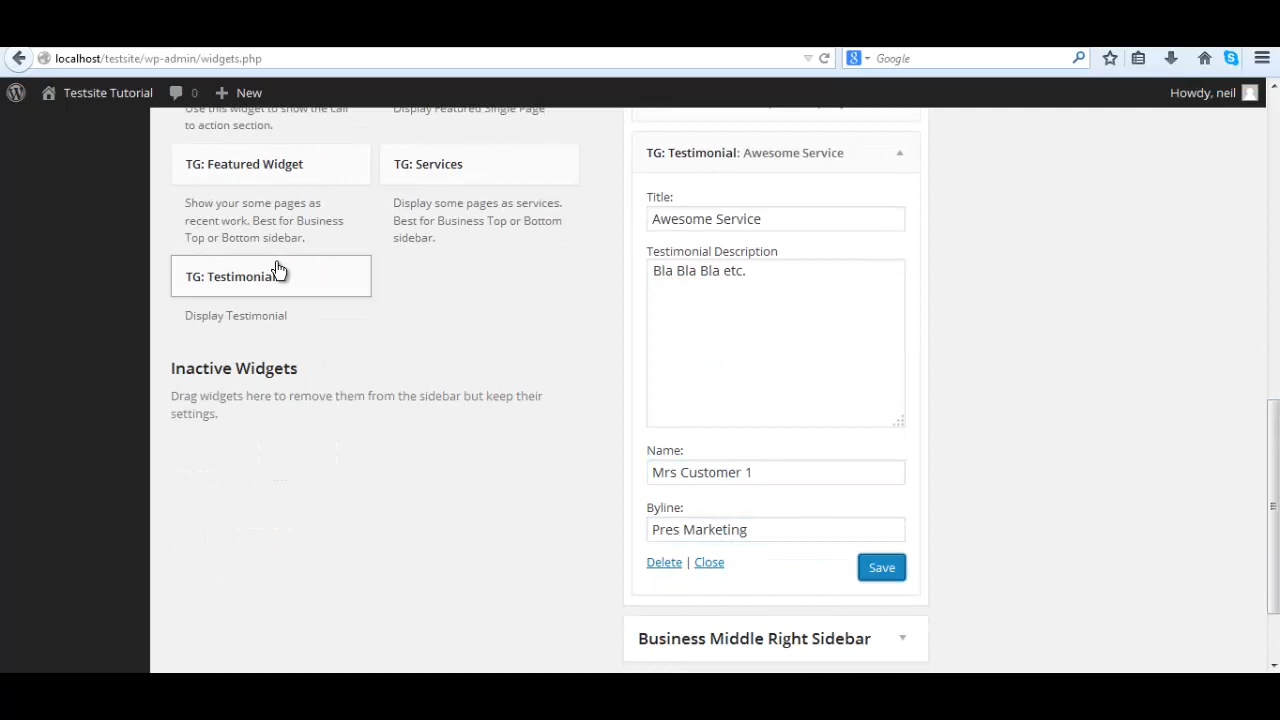 localhost/testsite/wp-admin/widgets.php
Google
Testsite Tutorial
0
New
Howdy, neil
Use this widget to show the call
to action section.
Display Featured Single Page
TG: Featured Widget
TG: Services
Show your some pages as
recent work. Best for Business
Top or Bottom sidebar.
Display some pages as services.
Best for Business Top or Bottom
sidebar.
TG: Testimonial
Display Testimonial
Inactive Widgets
Drag widgets here to remove them from the sidebar but keep their
settings.
TG: Testimonial: Awesome Service
Title:
Awesome Service
Testimonial Description
Bla Bla Bla etc.
Name:
Mrs Customer 1
Byline:
Pres Marketing
Delete | Close
Save
Business Middle Right Sidebar